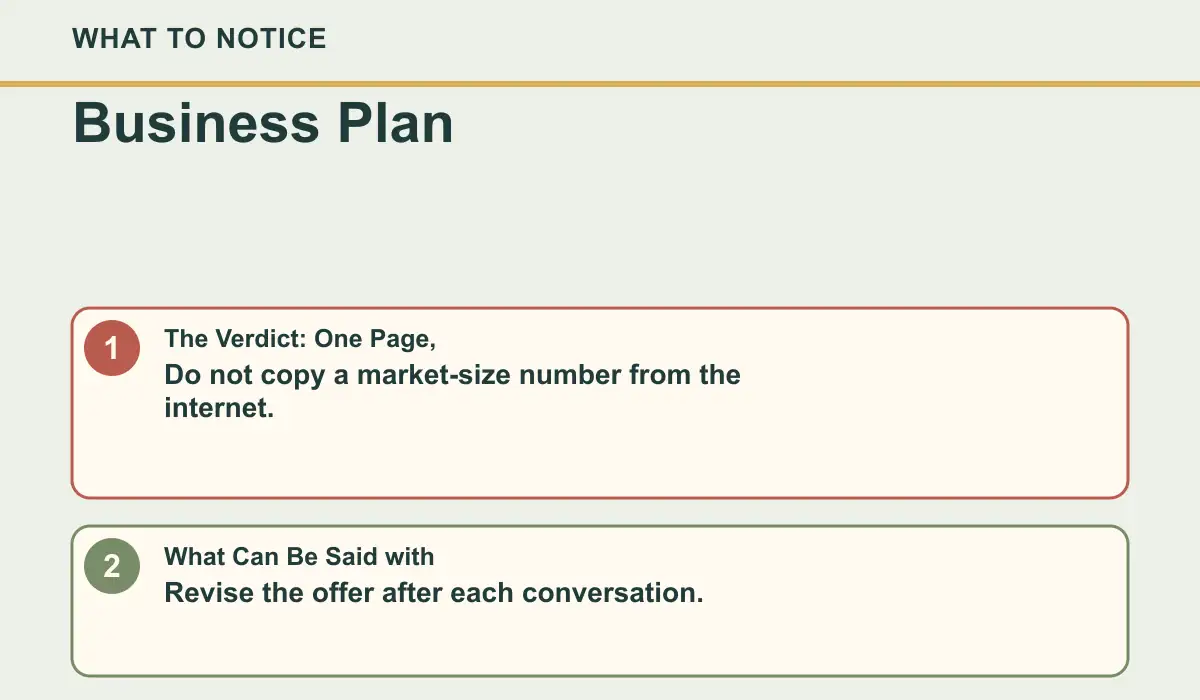 WHAT TO NOTICE
Business Plan
1
The Verdict: One Page,
Do not copy a market-size number from the
internet.
2
What Can Be Said with
Revise the offer after each conversation.